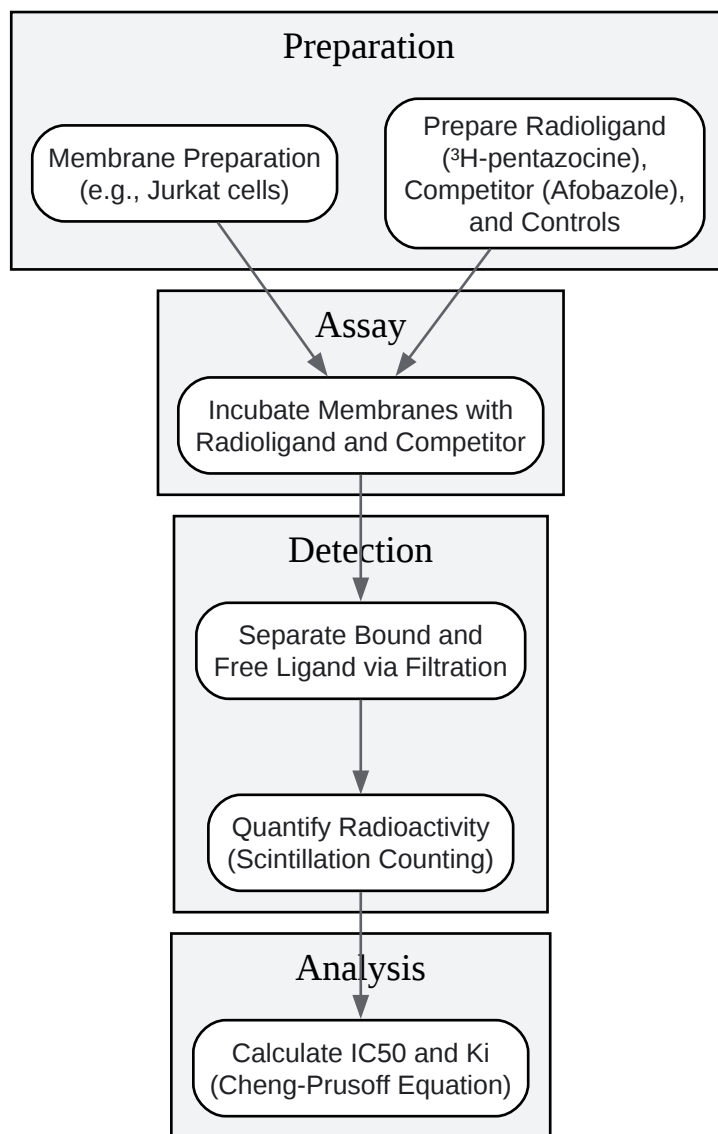 Preparation
Membrane Preparation
(e.g., Jurkat cells)
Prepare Radioligand
(³H-pentazocine),
Competitor (Afobazole),
and Controls
Assay
Incubate Membranes with
Radioligand and Competitor
Detection
Separate Bound and
Free Ligand via Filtration
Quantify Radioactivity
(Scintillation Counting)
Analysis
Calculate IC50 and Ki
(Cheng-Prusoff Equation)